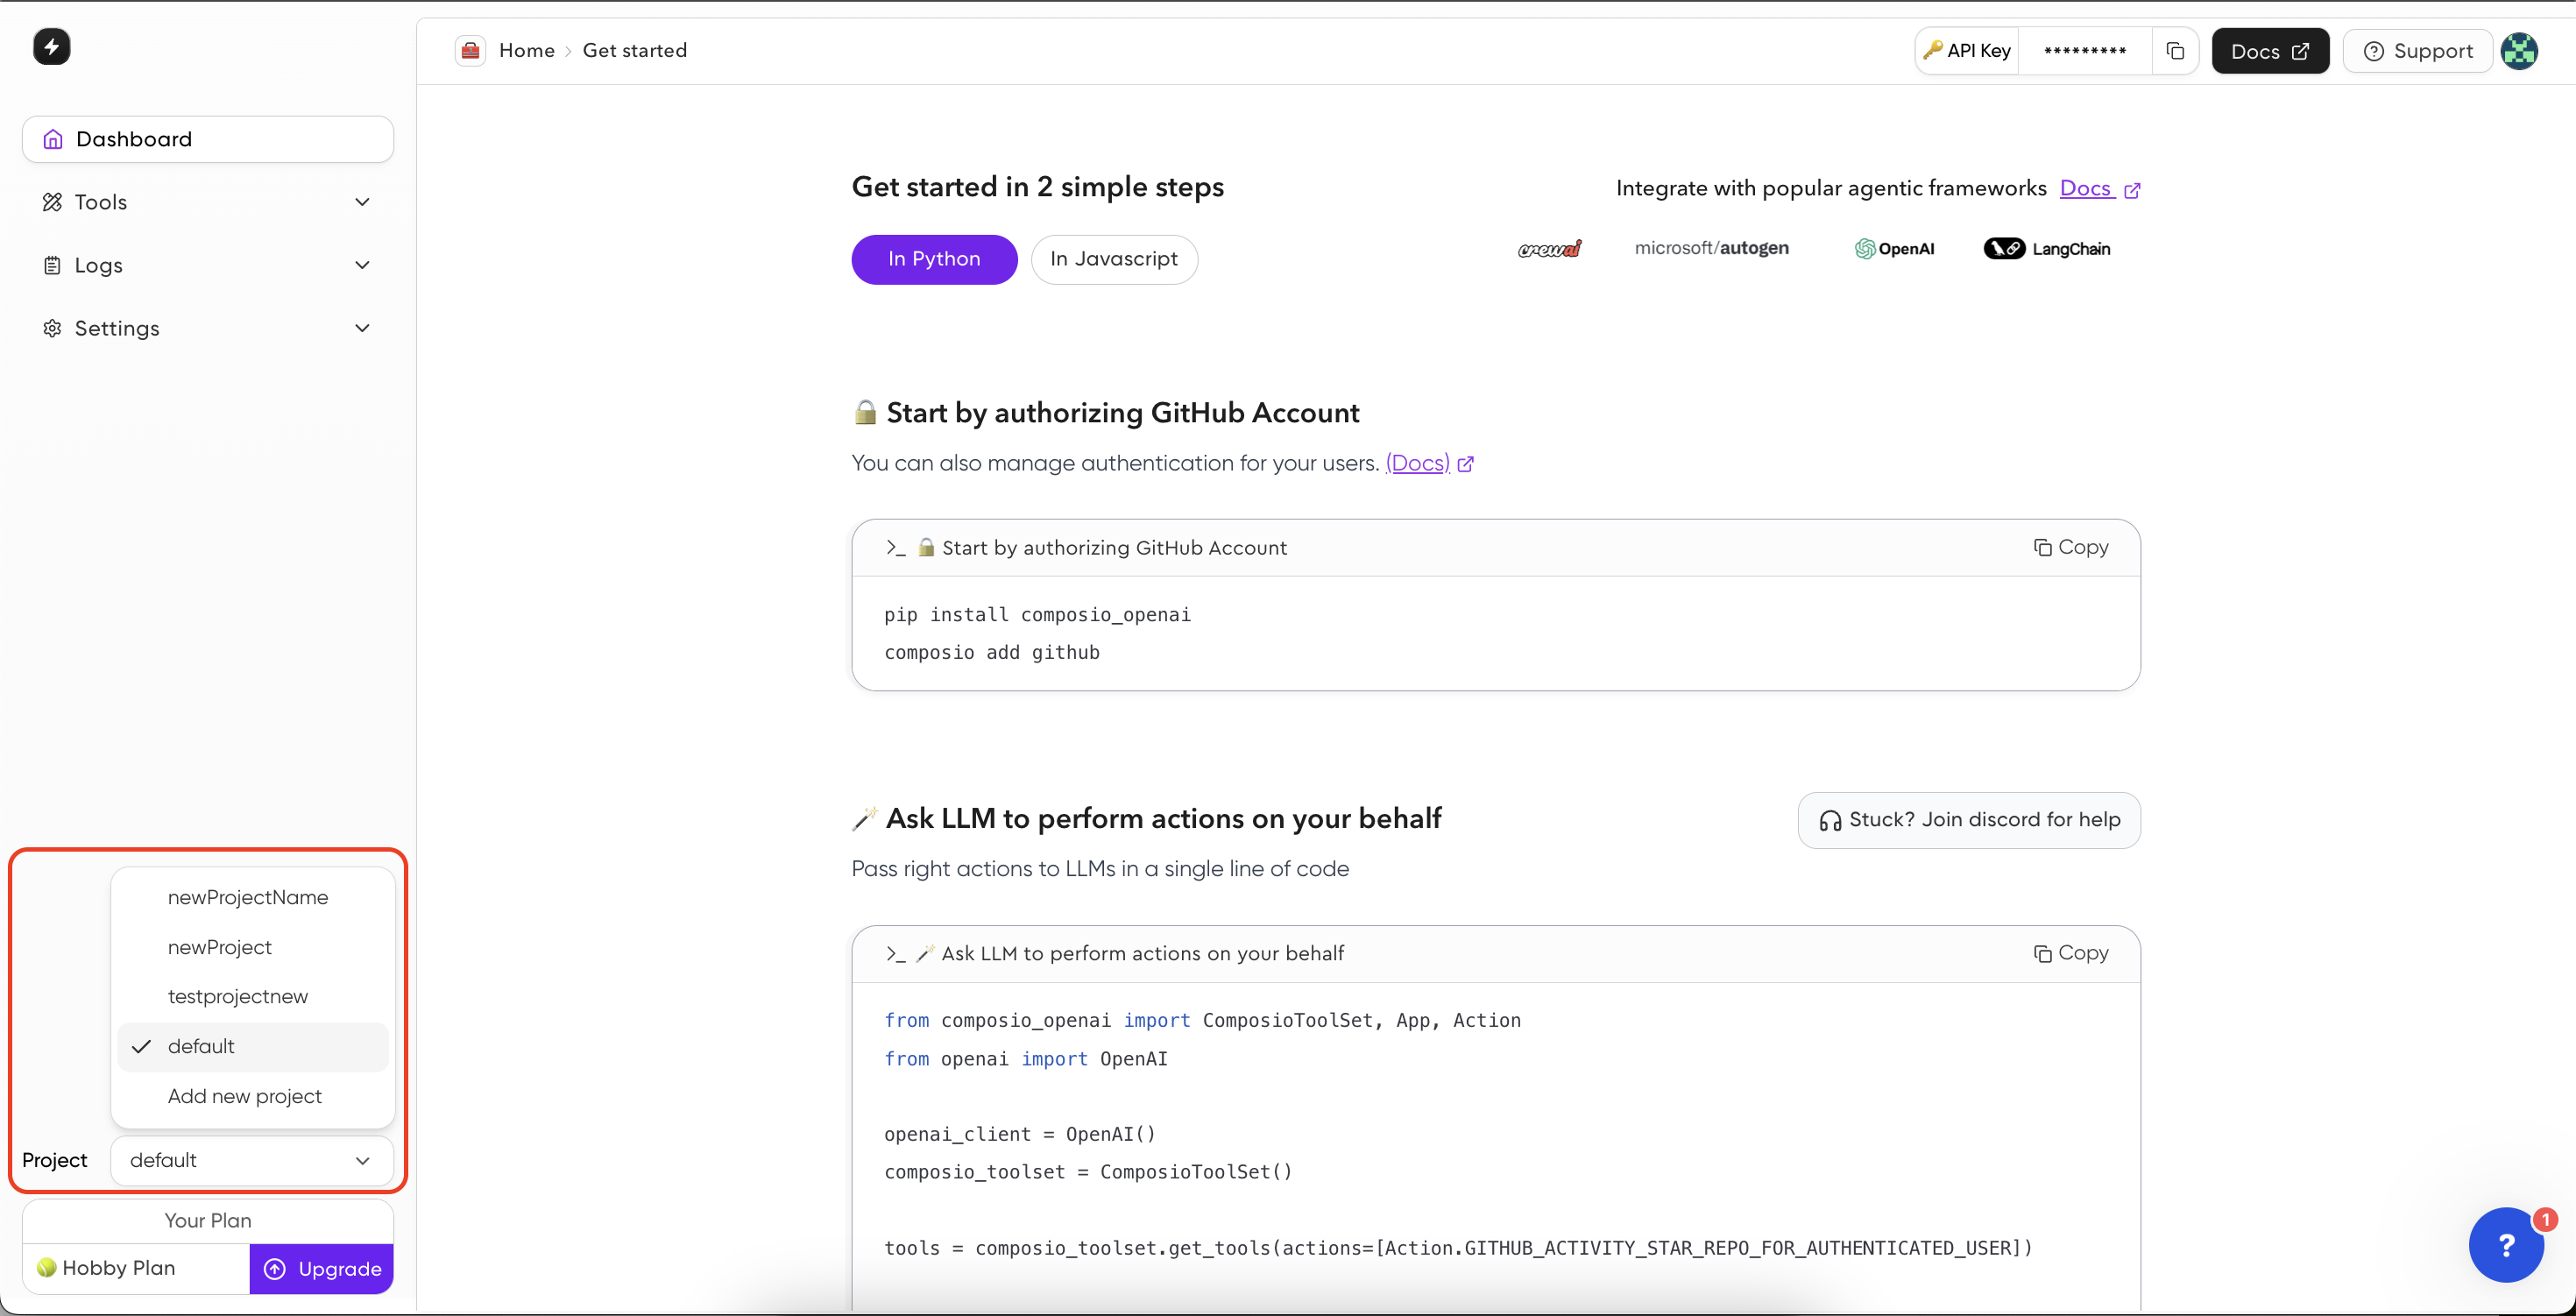 Home > Get started
API Key
*********
Docs
Support
Dashboard
Tools
Logs
Settings
Get started in 2 simple steps
In Python
In Javascript
Integrate with popular agentic frameworks Docs
crewai
microsoft/autogen
OpenAI
LangChain
Start by authorizing GitHub Account
You can also manage authentication for your users. (Docs)
>_ Start by authorizing GitHub Account
Copy
pip install composio_openai
composio add github
Ask LLM to perform actions on your behalf
Stuck? Join discord for help
Pass right actions to LLMs in a single line of code
>_ Ask LLM to perform actions on your behalf
Copy
from composio_openai import ComposioToolSet, App, Action
from openai import OpenAI
openai_client = OpenAI()
composio_toolset = ComposioToolSet()
tools = composio_toolset.get_tools(actions=[Action.GITHUB_ACTIVITY_STAR_REPO_FOR_AUTHENTICATED_USER])
newProjectName
newProject
testprojectnew
default
Add new project
Project
default
Your Plan
Hobby Plan
Upgrade
?
1